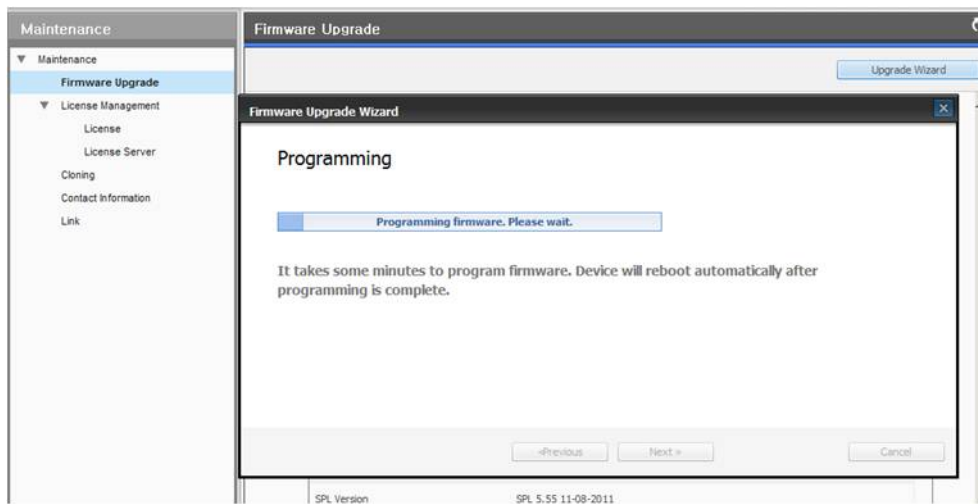 Maintenance
Firmware Upgrade
Maintenance
Firmware Upgrade
License Management
License
License Server
Cloning
Contact Information
Link
Upgrade Wizard
Firmware Upgrade Wizard
Programming
Programming firmware. Please wait.
It takes some minutes to program firmware. Device will reboot automatically after
programming is complete.
«Previous
Next »
Cancel
SPL Version
SPL 5.55 11-08-2011